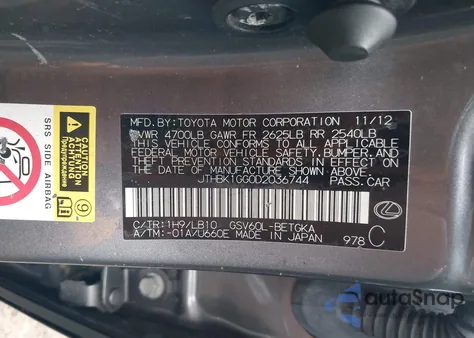 MFD. BY: TOYOTA MOTOR CORPORATION 11/12
GVWR 4700LB GAWR FR 2625LB RR 2540LB
THIS VEHICLE CONFORMS TO ALL APPLICABLE
FEDERAL MOTOR VEHICLE SAFETY, BUMPER, AND
THEFT PREVENTION STANDARDS IN EFFECT ON
THE DATE OF MANUFACTURE SHOWN ABOVE.
JTHBK1GG0D2036744 PASS.CAR
C/TR: 1H9/LB10 GSV60L-BETGKA
A/TM: -01A/U660E MADE IN JAPAN 978 C
SRS SIDE AIRBAG
CAUTION
ACHTUNG
Предупреждение
9
autoSnap